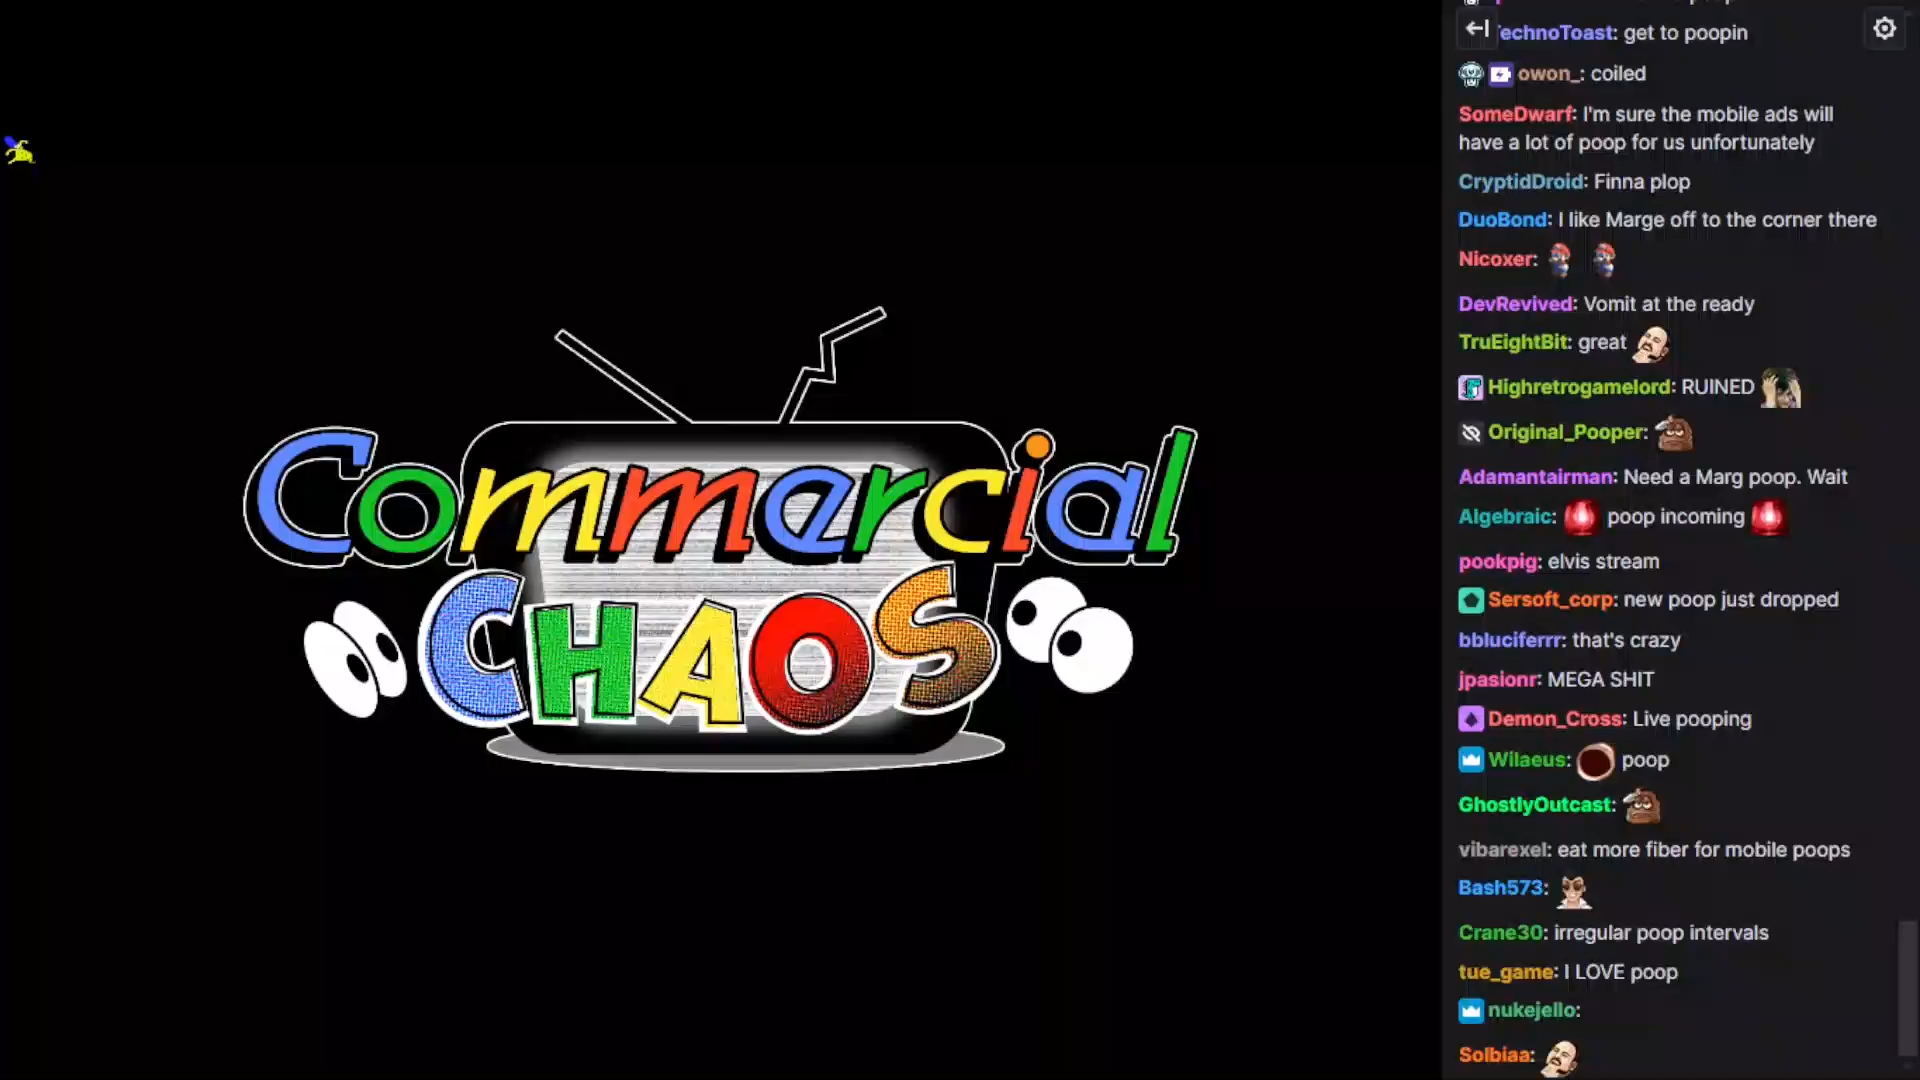 Commercial
CHAOS
TechnoToast: get to poopin
owon_: coiled
SomeDwarf: I'm sure the mobile ads will
have a lot of poop for us unfortunately
CryptidDroid: Finna plop
DuoBond: I like Marge off to the corner there
Nicoxer:
DevRevived: Vomit at the ready
TruEightBit: great
Highretrogamelord: RUINED
Original_Pooper:
Adamantairman: Need a Marg poop. Wait
Algebraic: poop incoming
pookpig: elvis stream
Sersoft_corp: new poop just dropped
bbluciferrr: that's crazy
jpasionr: MEGA SHIT
Demon_Cross: Live pooping
Wilaeus: poop
GhostlyOutcast:
vibarexel: eat more fiber for mobile poops
Bash573:
Crane30: irregular poop intervals
tue_game: I LOVE poop
nukejello:
Solbiaa: